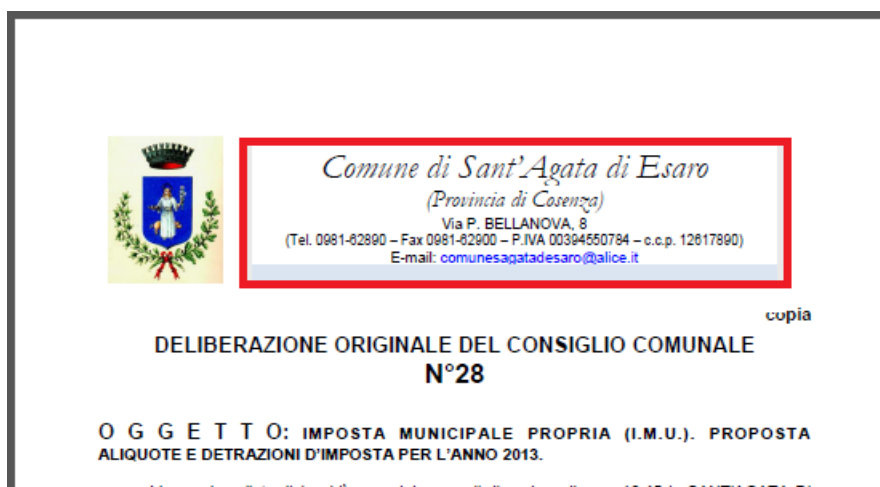 Comune di Sant'Agata di Esaro
(Provincia di Cosenza)
Via P. BELLANOVA, 8
(Tel. 0981-62890 – Fax 0981-62900 – P.IVA 00394550784 – c.c.p. 12617890)
E-mail: comunesagatadesaro@alice.it
copia
DELIBERAZIONE ORIGINALE DEL CONSIGLIO COMUNALE
N°28
O G G E T T O: IMPOSTA MUNICIPALE PROPRIA (I.M.U.). PROPOSTA
ALIQUOTE E DETRAZIONI D'IMPOSTA PER L'ANNO 2013.